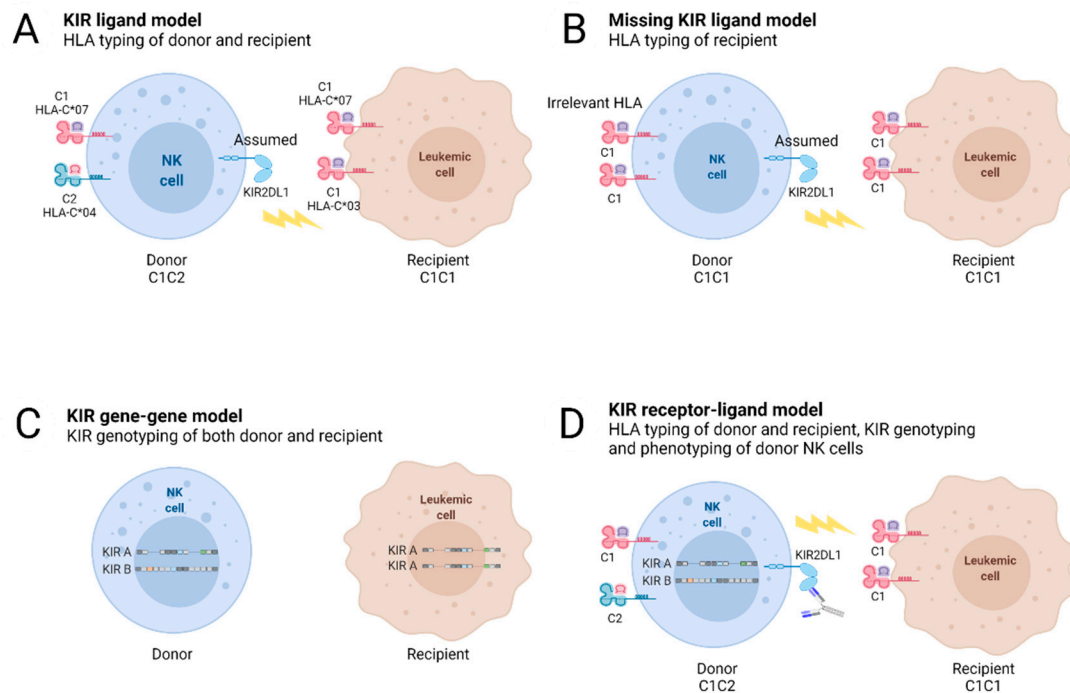 A
KIR ligand model
HLA typing of donor and recipient
C1
HLA-C*07
C2
HLA-C*04
NK
cell
Assumed
KIR2DL1
C1
HLA-C*07
C1
HLA-C*03
Leukemic
cell
Donor
C1C2
Recipient
C1C1
B
Missing KIR ligand model
HLA typing of recipient
Irrelevant HLA
C1
C1
NK
cell
Assumed
KIR2DL1
C1
C1
Leukemic
cell
Donor
C1C1
Recipient
C1C1
C
KIR gene-gene model
KIR genotyping of both donor and recipient
NK
cell
KIR A
KIR B
Leukemic
cell
KIR A
KIR A
Donor
Recipient
D
KIR receptor-ligand model
HLA typing of donor and recipient, KIR genotyping
and phenotyping of donor NK cells
C1
C2
NK
cell
KIR A
KIR B
KIR2DL1
C1
C1
Leukemic
cell
Donor
C1C2
Recipient
C1C1